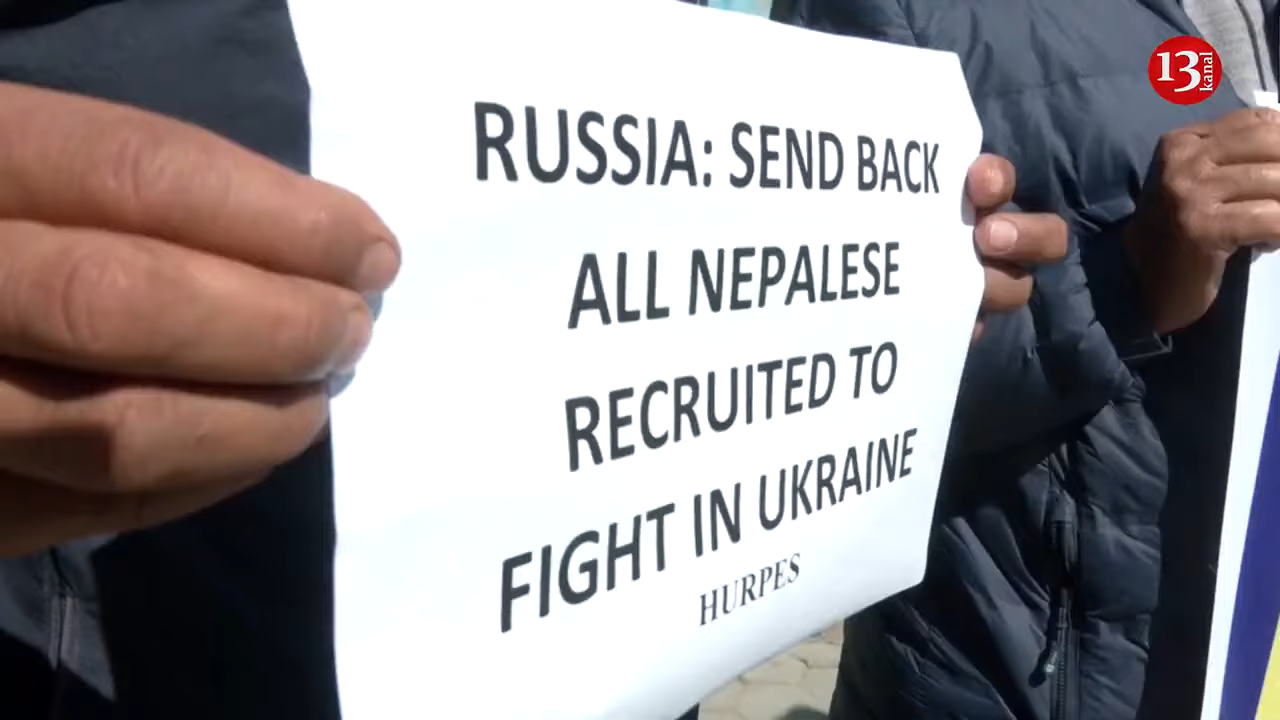 13 kanal
RUSSIA: SEND BACK
ALL NEPALESE
RECRUITED TO
FIGHT IN UKRAINE
HURPES